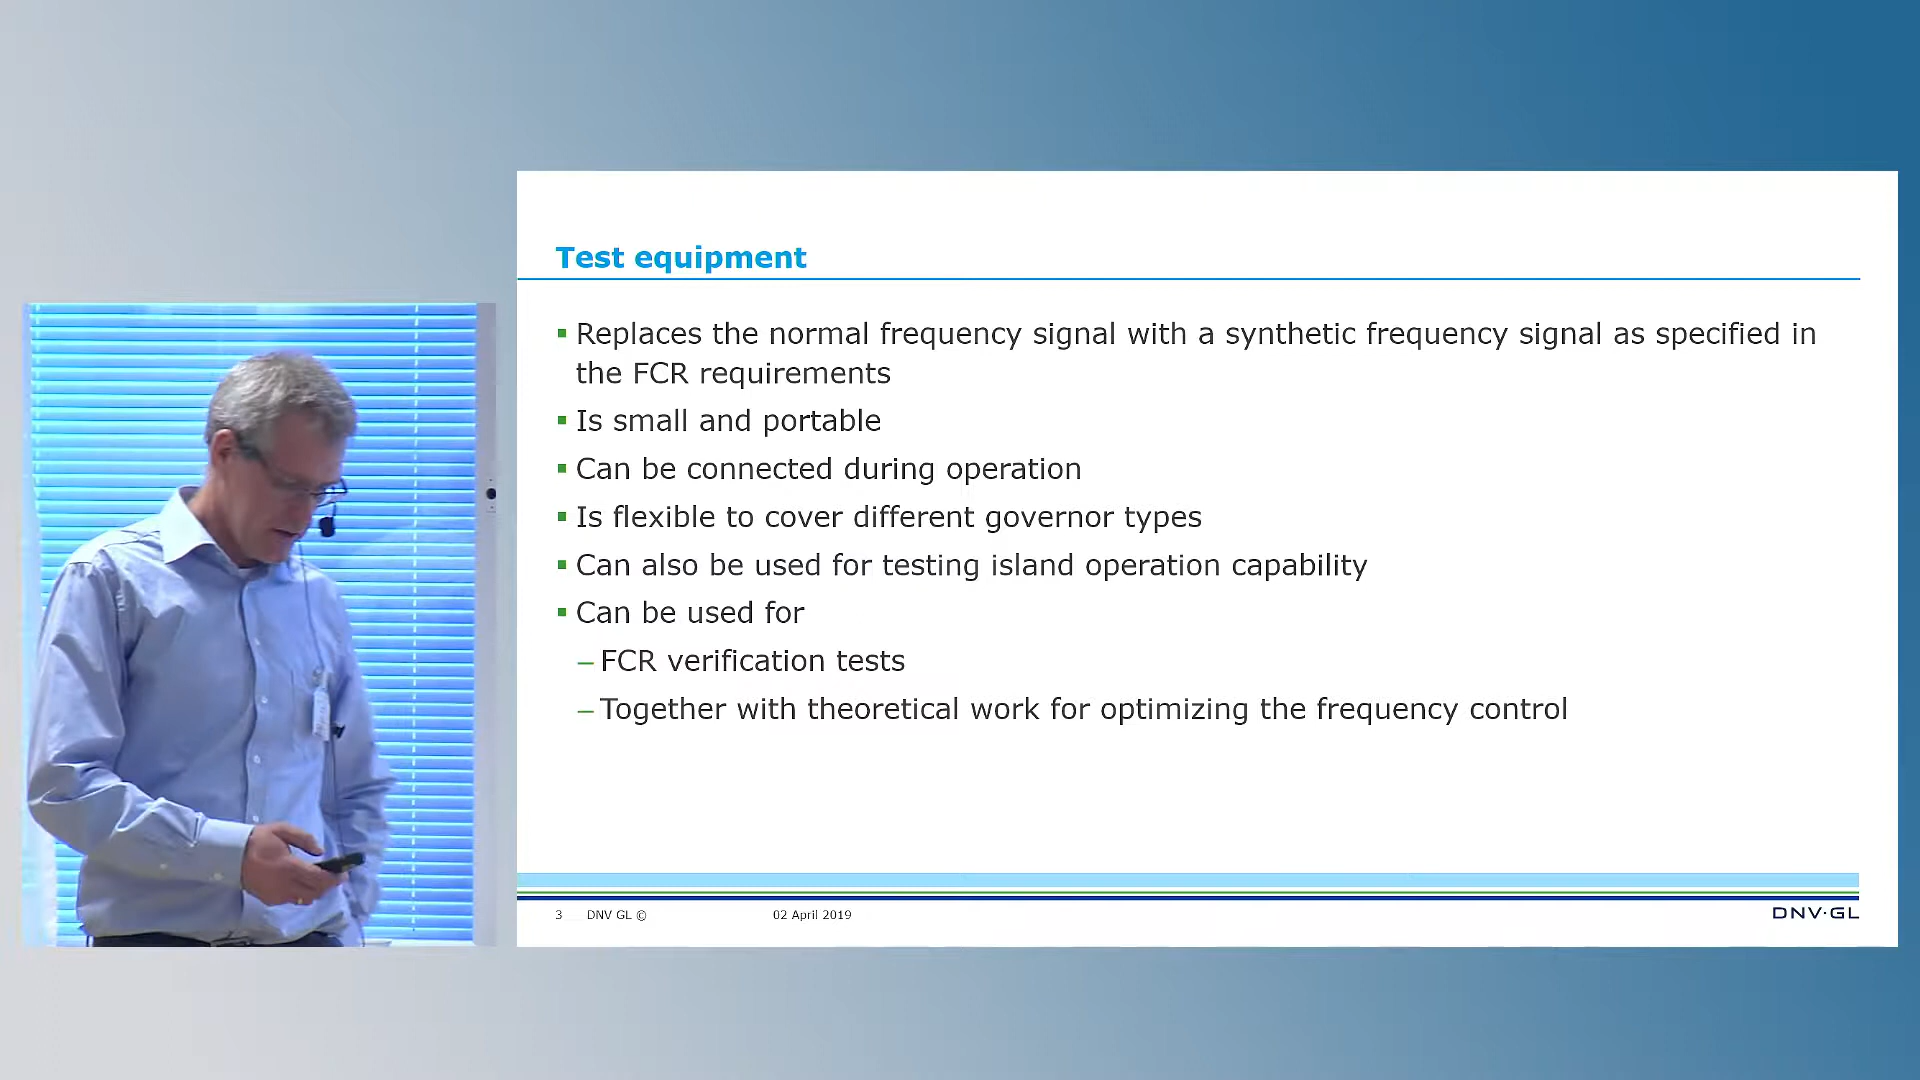 Test equipment
Replaces the normal frequency signal with a synthetic frequency signal as specified in
the FCR requirements
Is small and portable
Can be connected during operation
Is flexible to cover different governor types
Can also be used for testing island operation capability
Can be used for
– FCR verification tests
– Together with theoretical work for optimizing the frequency control
3 DNV GL © 02 April 2019 DNV·GL